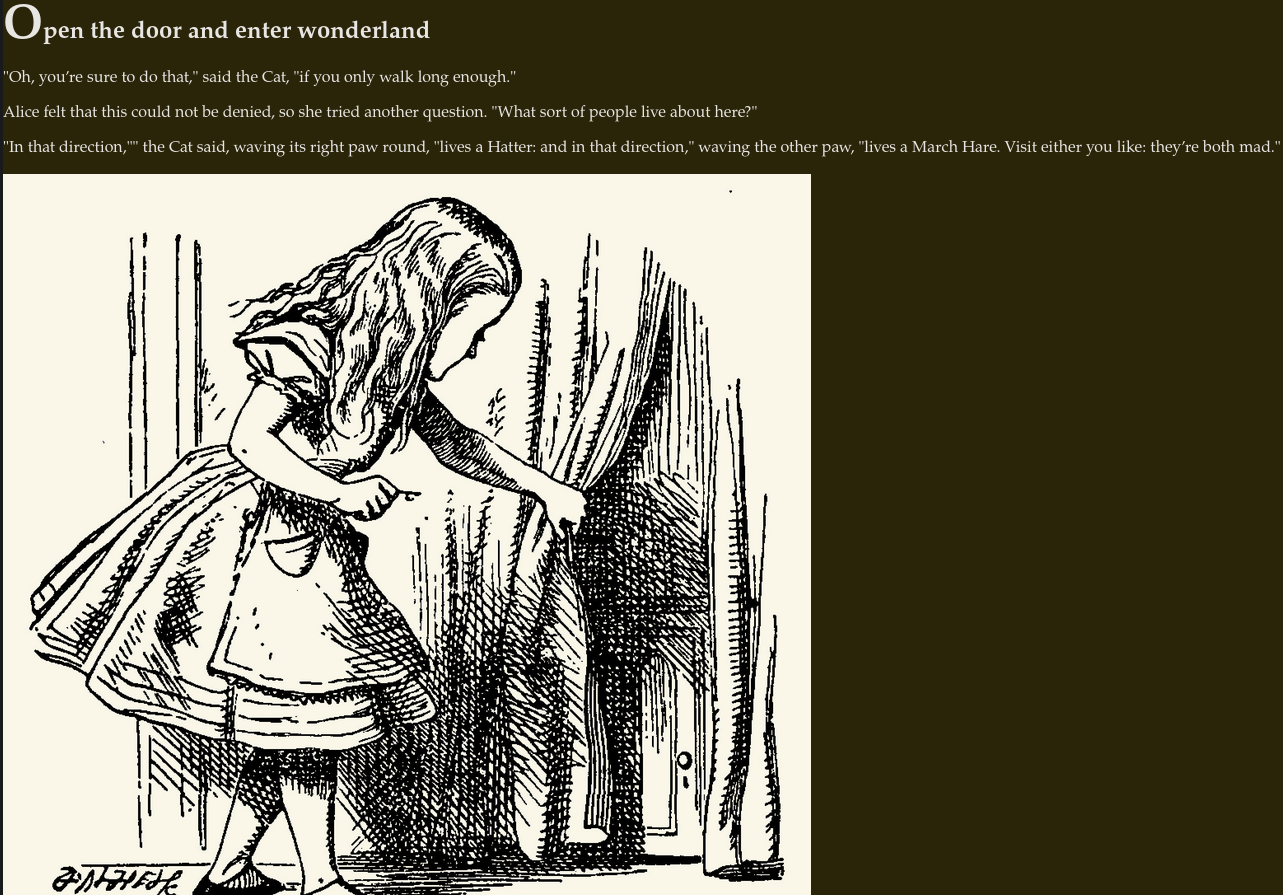 Open the door and enter wonderland
"Oh, you’re sure to do that," said the Cat, "if you only walk long enough."
Alice felt that this could not be denied, so she tried another question. "What sort of people live about here?"
"In that direction,"" the Cat said, waving its right paw round, "lives a Hatter: and in that direction," waving the other paw, "lives a March Hare. Visit either you like: they’re both mad."